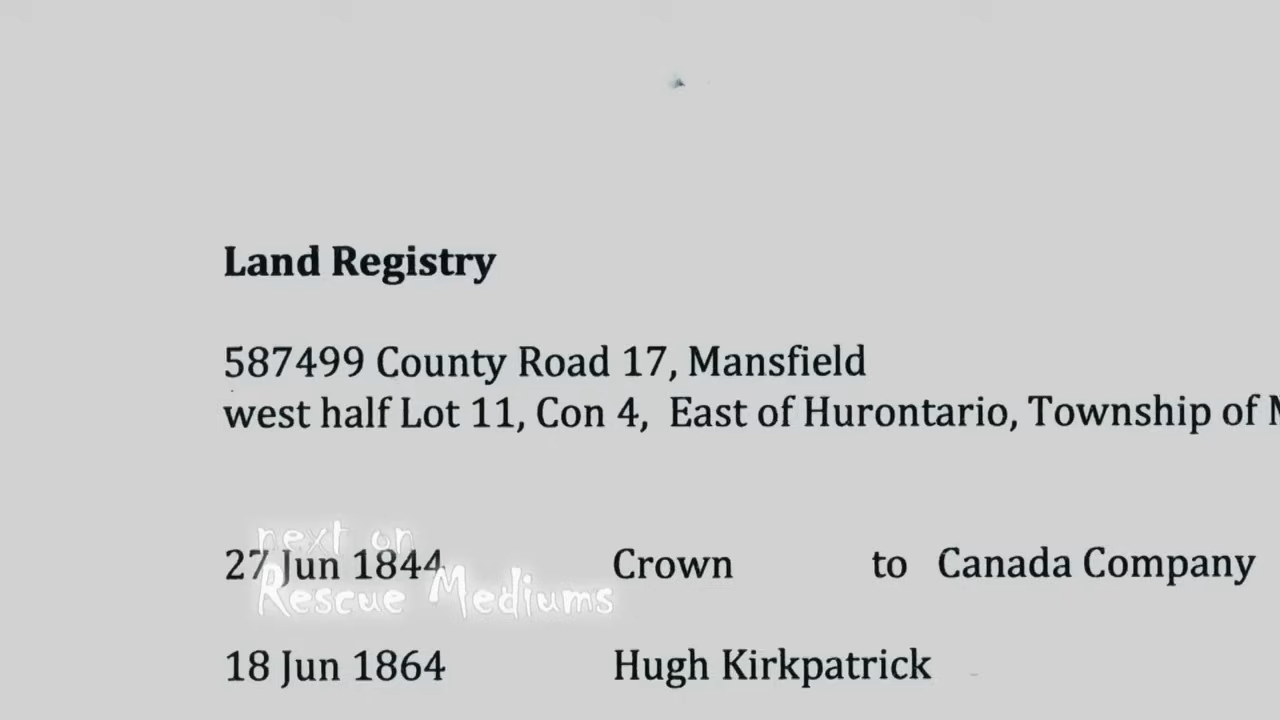 Land Registry
587499 County Road 17, Mansfield
west half Lot 11, Con 4, East of Hurontario, Township of
27 Jun 1844 Crown to Canada Company
next on
Rescue Mediums
18 Jun 1864 Hugh Kirkpatrick